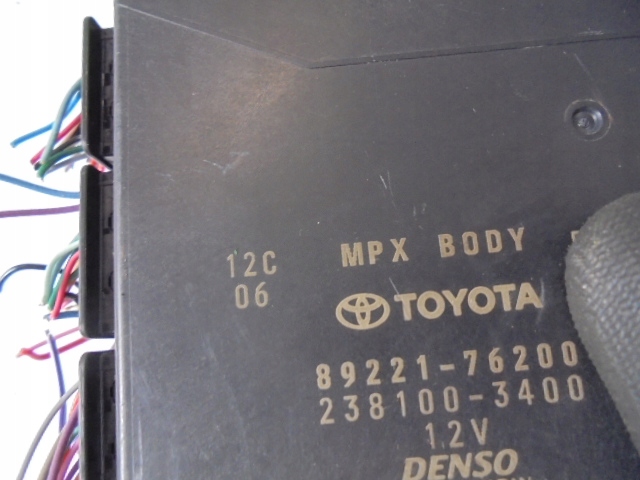 MPX BODY
12C
06
TOYOTA
89221-76200
238100-3400
12V
DENSO